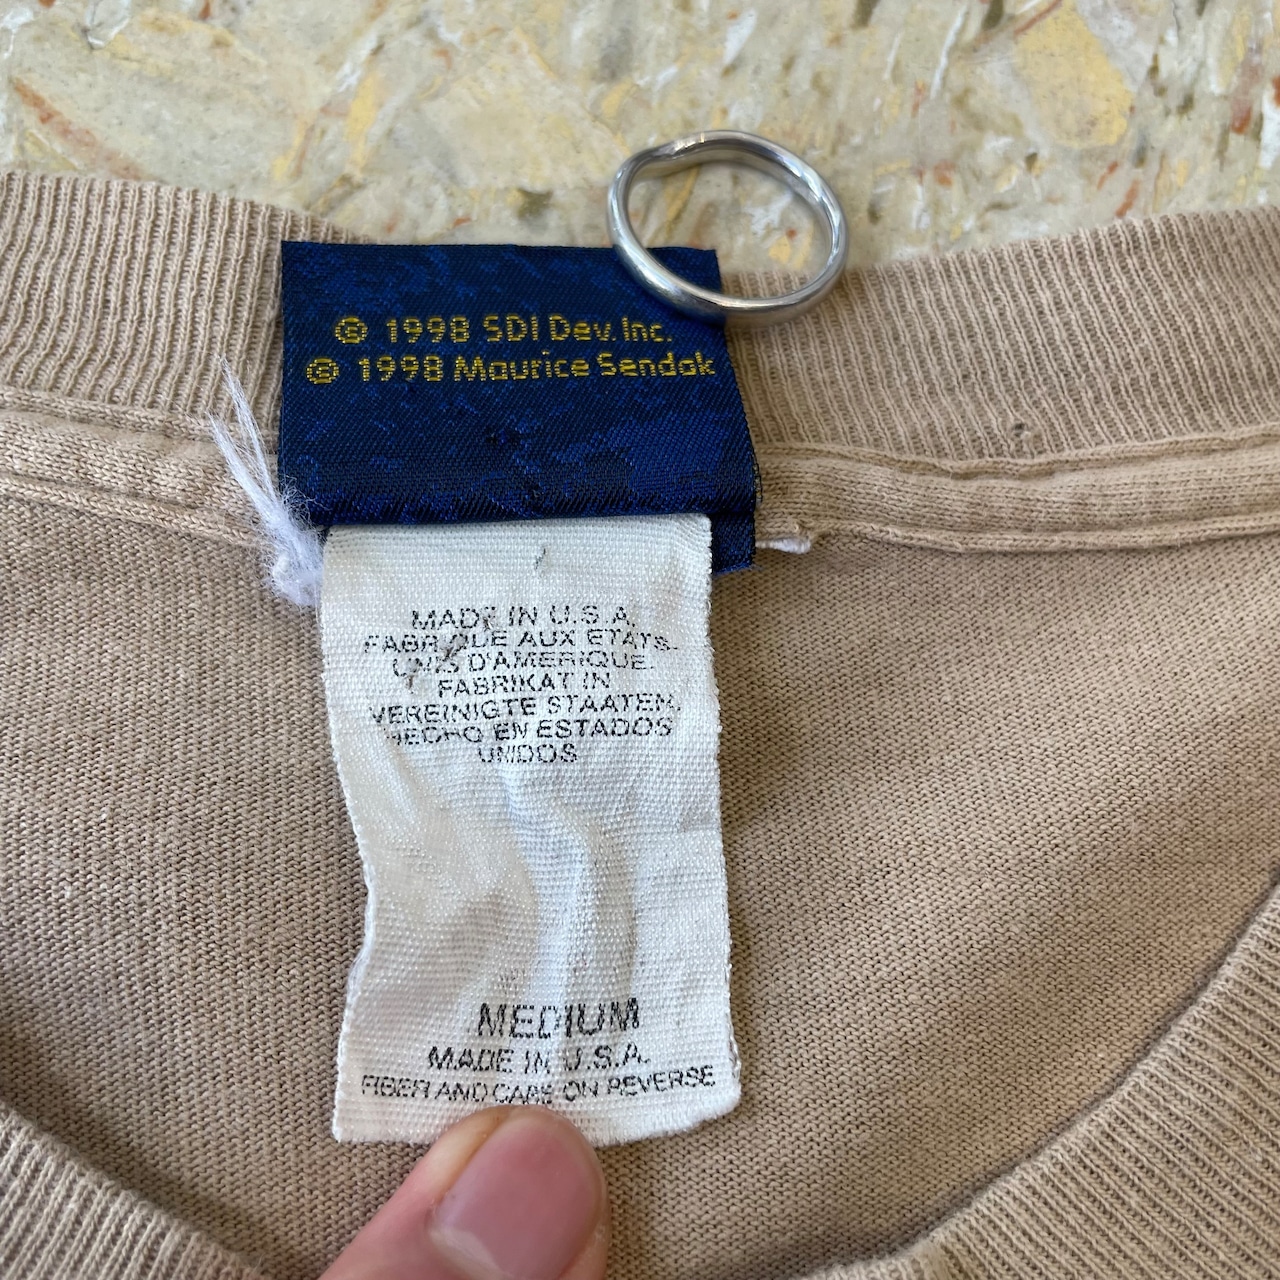 © 1998 SDI Dev. Inc.
© 1998 Maurice Sendak
MADE IN U.S.A.
FABRIQUE AUX ETATS-
UNIS D'AMERIQUE.
FABRIKAT IN
VEREINIGTE STAATEN.
HECHO EN ESTADOS
UNIDOS
MEDIUM
MADE IN U.S.A.
FIBER AND CARE ON REVERSE